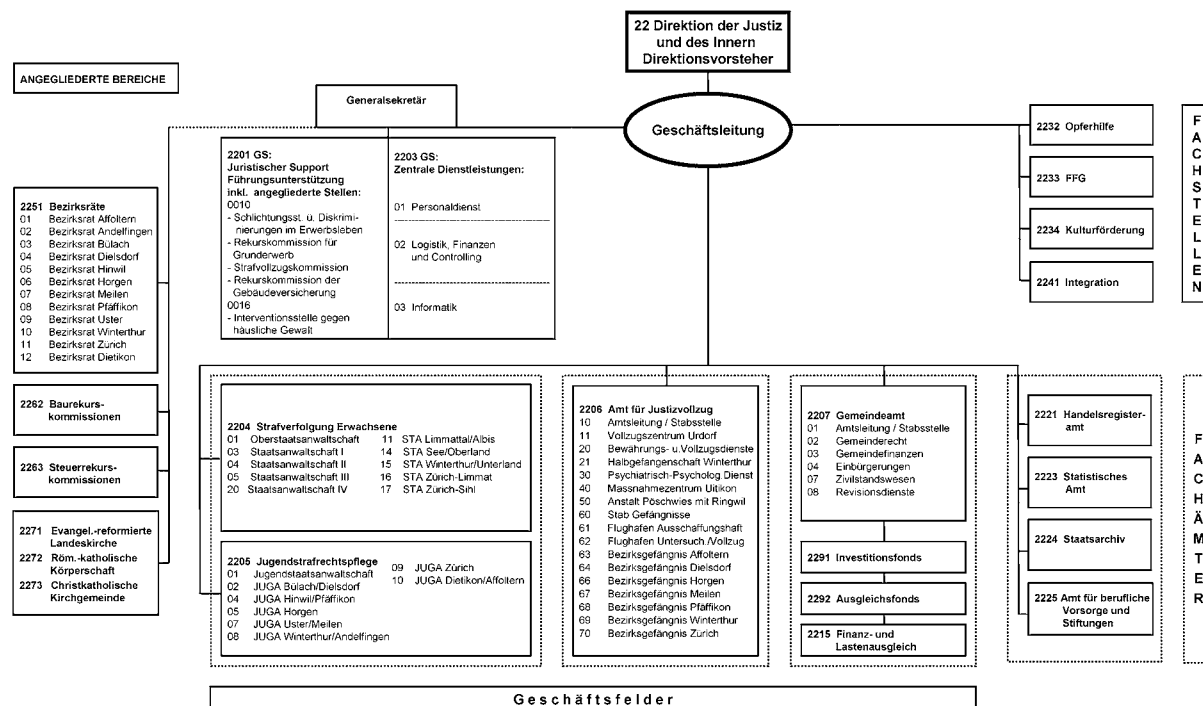 22 Direktion der Justiz
und des Innern
Direktionsvorsteher
ANGEGLIEDERTE BEREICHE
Generalsekretär
Geschäftsleitung
2201 GS:
Juristischer Support
Führungsunterstützung
inkl. angegliederte Stellen:
0010
- Schlichtungsst. ü. Diskrimi-
nierungen im Erwerbsleben
- Rekurskommission für
Grunderwerb
- Strafvollzugskommission
- Rekurskommission der
Gebäudeversicherung
0016
- Interventionsstelle gegen
häusliche Gewalt
2203 GS:
Zentrale Dienstleistungen:
01 Personaldienst
02 Logistik, Finanzen
und Controlling
03 Informatik
2232 Opferhilfe
2233 FFG
2234 Kulturförderung
2241 Integration
FACHSTELLEN
2251 Bezirksräte
01 Bezirksrat Affoltern
02 Bezirksrat Andelfingen
03 Bezirksrat Bülach
04 Bezirksrat Dielsdorf
05 Bezirksrat Hinwil
06 Bezirksrat Horgen
07 Bezirksrat Meilen
08 Bezirksrat Pfäffikon
09 Bezirksrat Uster
10 Bezirksrat Winterthur
11 Bezirksrat Zürich
12 Bezirksrat Dietikon
2262 Baurekurs-
kommissionen
2263 Steuerrekurs-
kommissionen
2271 Evangel.-reformierte
Landeskirche
2272 Röm.-katholische
Körperschaft
2273 Christkatholische
Kirchgemeinde
2204 Strafverfolgung Erwachsene
01 Oberstaatsanwaltschaft
03 Staatsanwaltschaft I
04 Staatsanwaltschaft II
05 Staatsanwaltschaft III
20 Staatsanwaltschaft IV
11 STA Limmattal/Albis
14 STA See/Oberland
15 STA Winterthur/Unterland
16 STA Zürich-Limmat
17 STA Zürich-Sihl
2205 Jugendstrafrechtspflege
01 Jugendstaatsanwaltschaft
02 JUGA Bülach/Dielsdorf
04 JUGA Hinwil/Pfäffikon
05 JUGA Horgen
07 JUGA Uster/Meilen
08 JUGA Winterthur/Andelfingen
09 JUGA Zürich
10 JUGA Dietikon/Affoltern
2206 Amt für Justizvollzug
10 Amtsleitung / Stabsstelle
11 Vollzugszentrum Urdorf
20 Bewährungs- u.Vollzugsdienste
21 Halbgefangenschaft Winterthur
30 Psychiatrisch-Psycholog.Dienst
40 Massnahmezentrum Uitikon
50 Anstalt Pöschwies mit Ringwil
60 Stab Gefängnisse
61 Flughafen Ausschaffungshaft
62 Flughafen Untersuch./Vollzug
63 Bezirksgefängnis Affoltern
64 Bezirksgefängnis Dielsdorf
66 Bezirksgefängnis Horgen
67 Bezirksgefängnis Meilen
68 Bezirksgefängnis Pfäffikon
69 Bezirksgefängnis Winterthur
70 Bezirksgefängnis Zürich
2207 Gemeindeamt
01 Amtsleitung / Stabsstelle
02 Gemeinderecht
03 Gemeindefinanzen
04 Einbürgerungen
07 Zivilstandswesen
08 Revisionsdienste
2291 Investitionsfonds
2292 Ausgleichsfonds
2215 Finanz- und
Lastenausgleich
2221 Handelsregister-
amt
2223 Statistisches
Amt
2224 Staatsarchiv
2225 Amt für berufliche
Vorsorge und
Stiftungen
FACHÄMTER
Geschäftsfelder